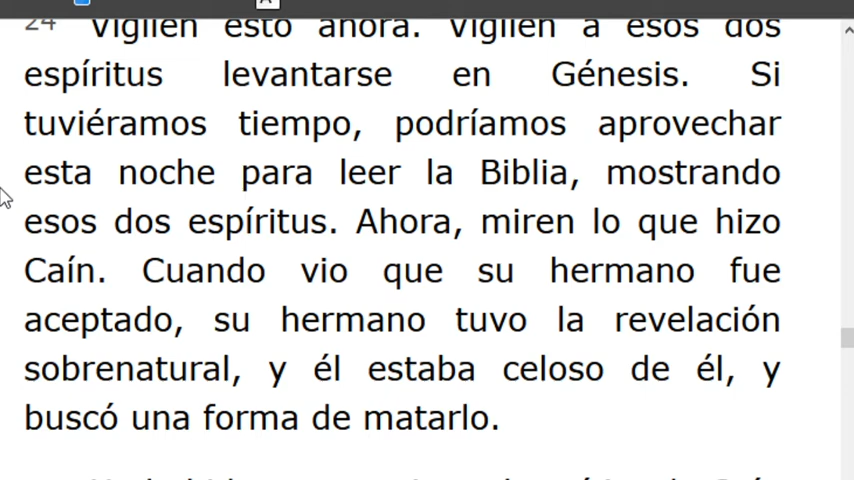 24 Vigilen esto ahora. Vigilen a esos dos
espíritus levantarse en Génesis. Si
tuviéramos tiempo, podríamos aprovechar
esta noche para leer la Biblia, mostrando
esos dos espíritus. Ahora, miren lo que hizo
Caín. Cuando vio que su hermano fue
aceptado, su hermano tuvo la revelación
sobrenatural, y él estaba celoso de él, y
buscó una forma de matarlo.